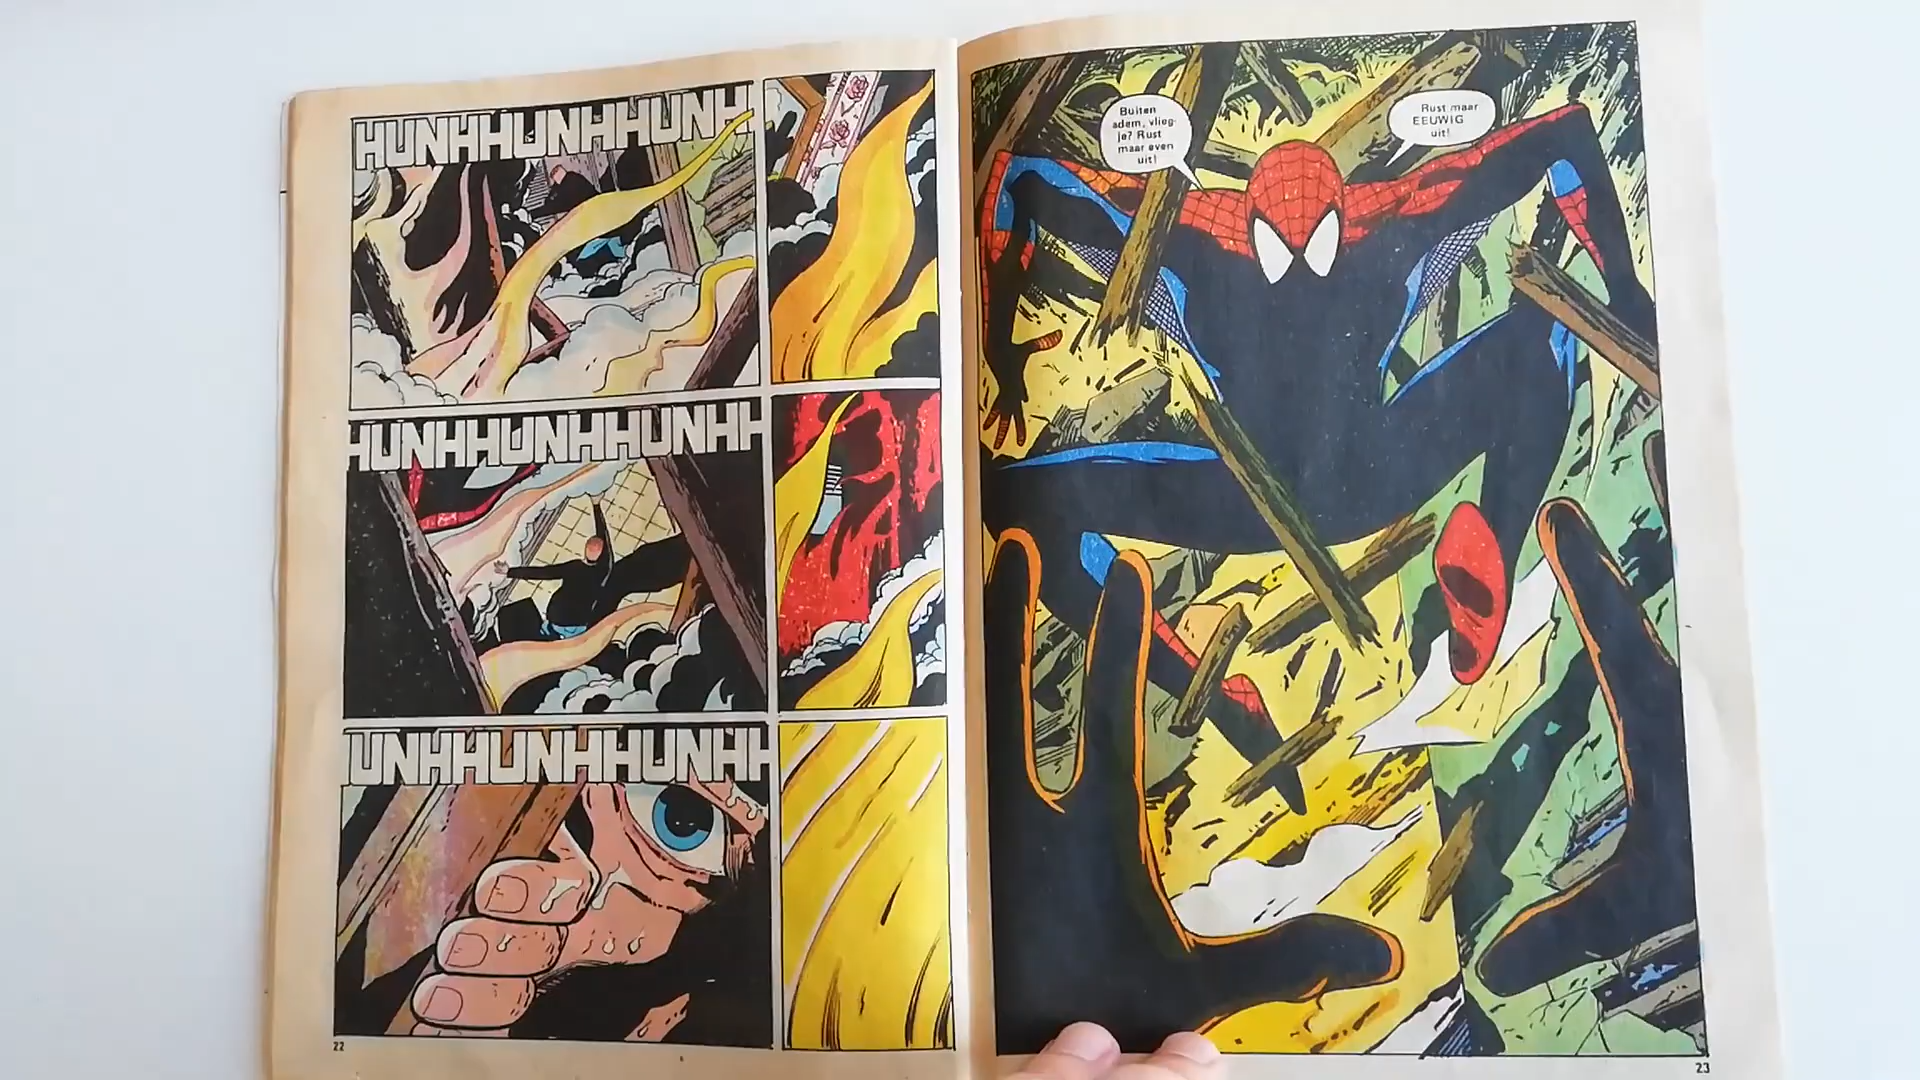 HUNHHUNHHUNH
HUNHHUNHHUNHH
UNHHUNHHUNHH
22
Buiten
adem, vlieg-
je? Rust
maar even
uit!
Rust maar
EEUWIG
uit!
23